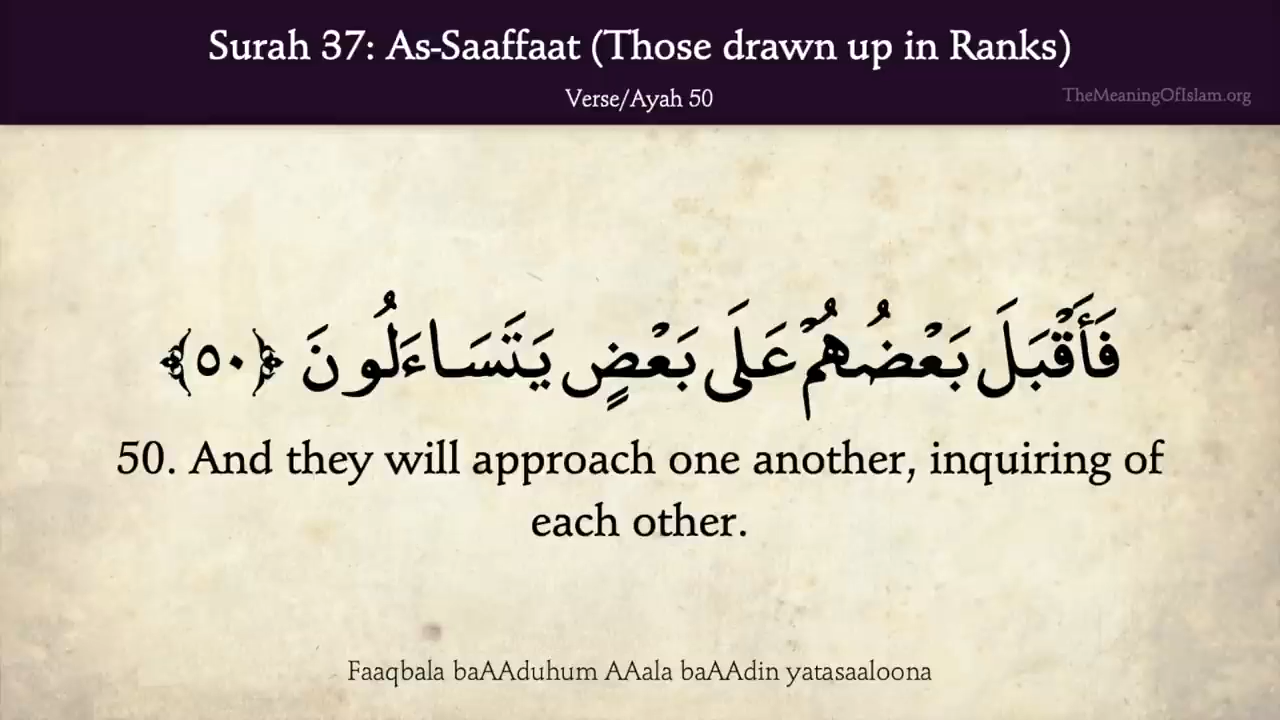 Surah 37: As-Saaffaat (Those drawn up in Ranks)
Verse/Ayah 50
TheMeaningOfIslam.org
فَأَقْبَلَ بَعْضُهُمْ عَلَى بَعْضٍ يَتَسَاءَلُونَ ﴿٥٠﴾
50. And they will approach one another, inquiring of
each other.
Faaqbala baAAduhum AAala baAAdin yatasaaloona